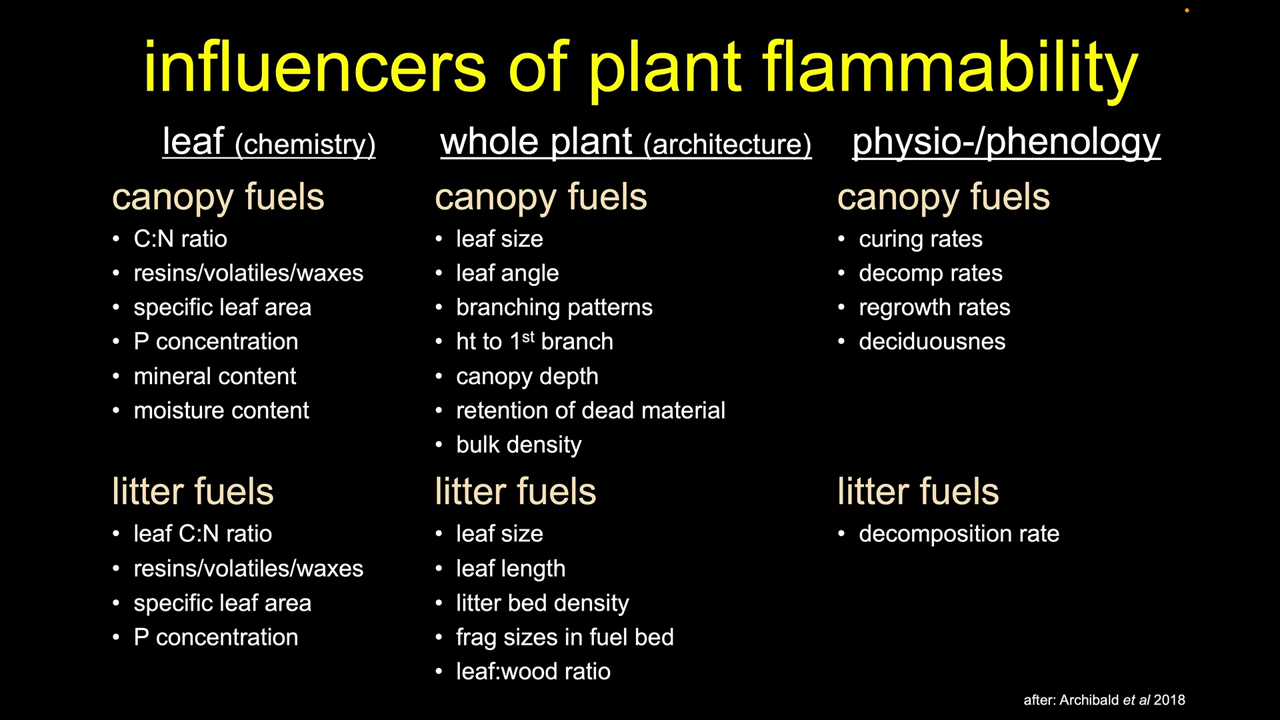 influencers of plant flammability
leaf (chemistry)
canopy fuels
• C:N ratio
• resins/volatiles/waxes
• specific leaf area
• P concentration
• mineral content
• moisture content
litter fuels
• leaf C:N ratio
• resins/volatiles/waxes
• specific leaf area
• P concentration
whole plant (architecture)
canopy fuels
• leaf size
• leaf angle
• branching patterns
• ht to 1st branch
• canopy depth
• retention of dead material
• bulk density
litter fuels
• leaf size
• leaf length
• litter bed density
• frag sizes in fuel bed
• leaf:wood ratio
physio-/phenology
canopy fuels
• curing rates
• decomp rates
• regrowth rates
• deciduousnes
litter fuels
• decomposition rate
after: Archibald et al 2018